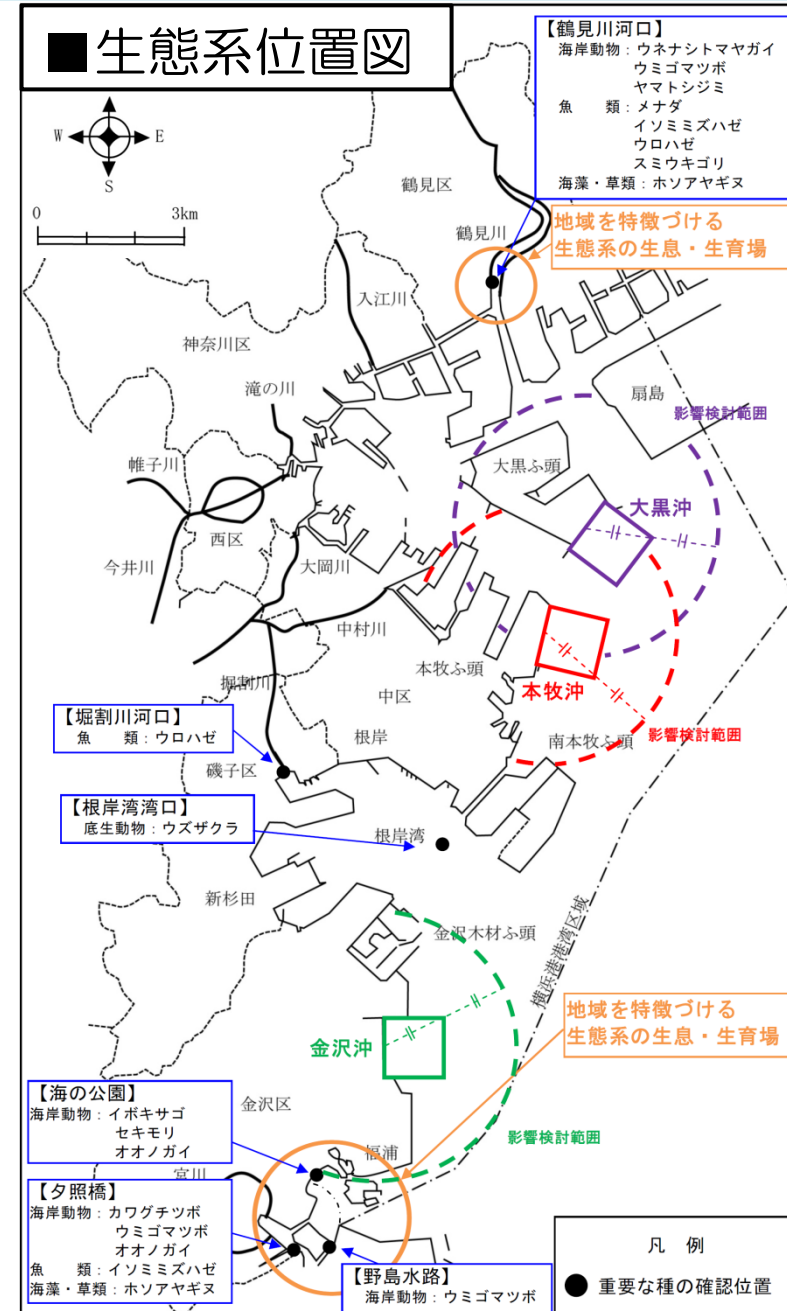 ■生態系位置図
【鶴見川河口】
海岸動物：ウネナシトマヤガイ
ウミゴマツボ
ヤマトシジミ
魚　　類：メナダ
イソミミズハゼ
ウロハゼ
スミウキゴリ
海藻・草類：ホソアヤギヌ
W
E
S
0
3km
鶴見区
鶴見川
地域を特徴づける
生態系の生息・生育場
入江川
神奈川区
滝の川
扇島
影響検討範囲
帷子川
大黒ふ頭
大黒沖
西区
大岡川
今井川
中村川
本牧ふ頭
掘割川
中区
本牧沖
【堀割川河口】
魚　　類：ウロハゼ
根岸
南本牧ふ頭
影響検討範囲
磯子区
【根岸湾湾口】
底生動物：ウズザクラ
根岸湾
新杉田
金沢木材ふ頭
横浜港港湾区域
地域を特徴づける
生態系の生息・生育場
金沢沖
【海の公園】
海岸動物：イボキサゴ
セキモリ
オオノガイ
金沢区
影響検討範囲
福浦
宮川
【夕照橋】
海岸動物：カワグチツボ
ウミゴマツボ
オオノガイ
魚　　類：イソミミズハゼ
海藻・草類：ホソアヤギヌ
【野島水路】
海岸動物：ウミゴマツボ
凡　例
● 重要な種の確認位置